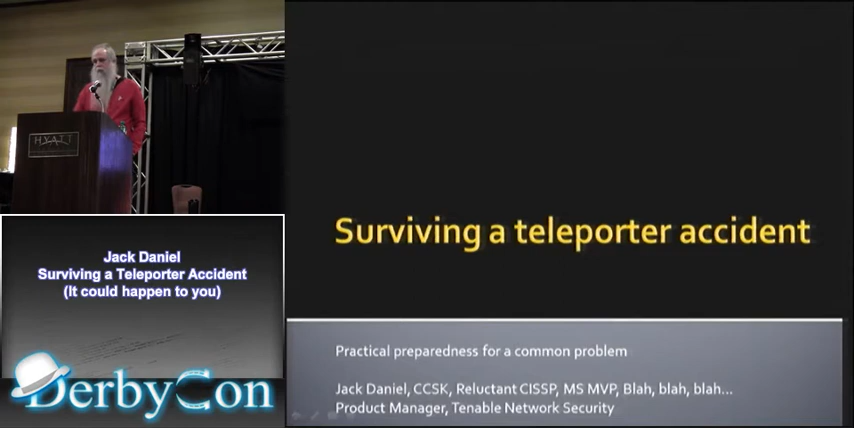 HYATT
Jack Daniel
Surviving a Teleporter Accident
(It could happen to you)
DerbyCon
Surviving a teleporter accident
Practical preparedness for a common problem
Jack Daniel, CCSK, Reluctant CISSP, MS MVP, Blah, blah, blah...
Product Manager, Tenable Network Security